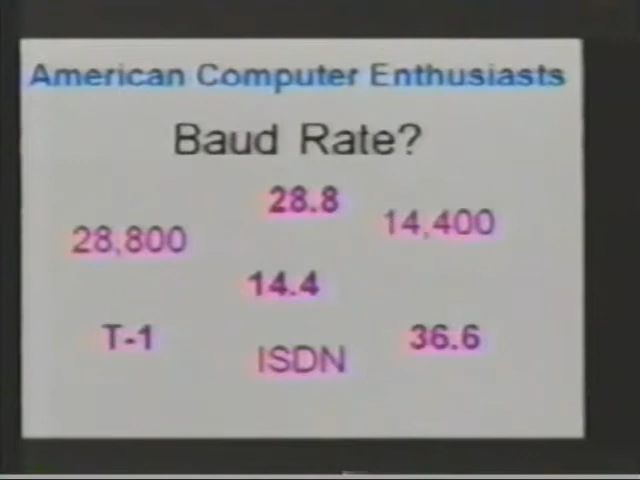 American Computer Enthusiasts
Baud Rate?
28.8
28,800
14,400
14.4
T-1
ISDN
36.6